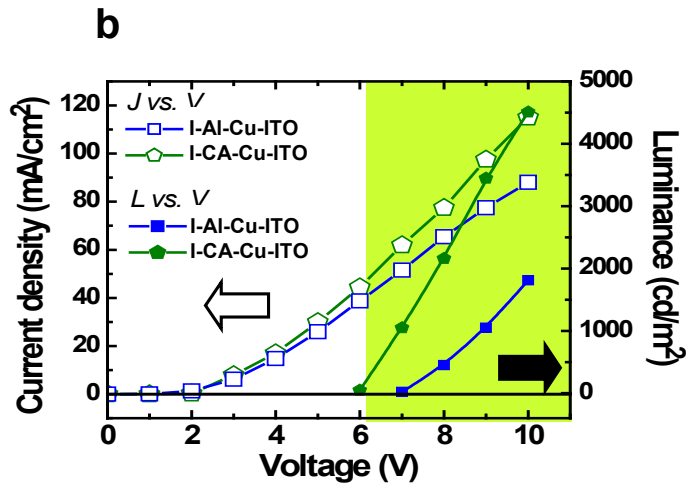 b
J vs. V
I-Al-Cu-ITO
I-CA-Cu-ITO
L vs. V
I-Al-Cu-ITO
I-CA-Cu-ITO
Current density (mA/cm²)
120
100
80
60
40
20
0
Luminance (cd/m²)
5000
4000
3000
2000
1000
0
0 2 4 6 8 10
Voltage (V)